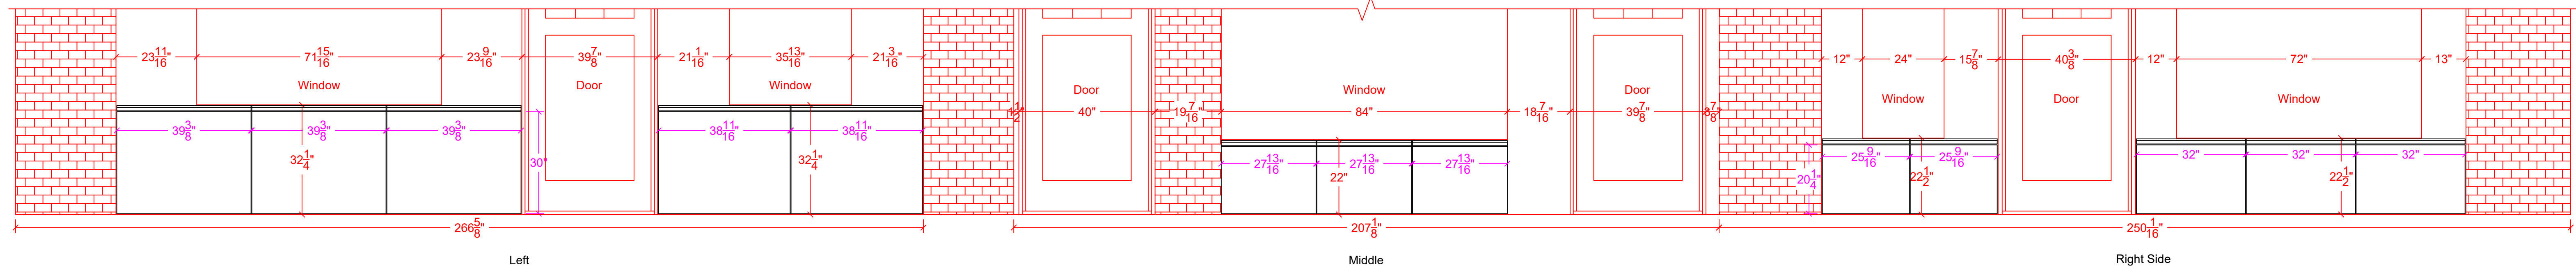 23 11/16" 71 15/16" 23 9/16" 39 7/8" 21 1/16" 35 13/16" 21 3/16" 12" 24" 15 7/8" 40 3/8" 12" 72" 13"
Window Door Window Door Window Door Window Door Window
1 1/2" 40" 19 7/16" 84" 18 7/16" 39 7/8"
39 3/8" 39 3/8" 39 3/8" 38 11/16" 38 11/16"
32 1/4" 30" 32 1/4"
27 13/16" 27 13/16" 27 13/16"
22"
25 9/16" 25 9/16" 32" 32" 32"
20 1/4" 22 1/2" 22 1/2"
266 5/8" 207 1/8" 250 1/16"
Left Middle Right Side